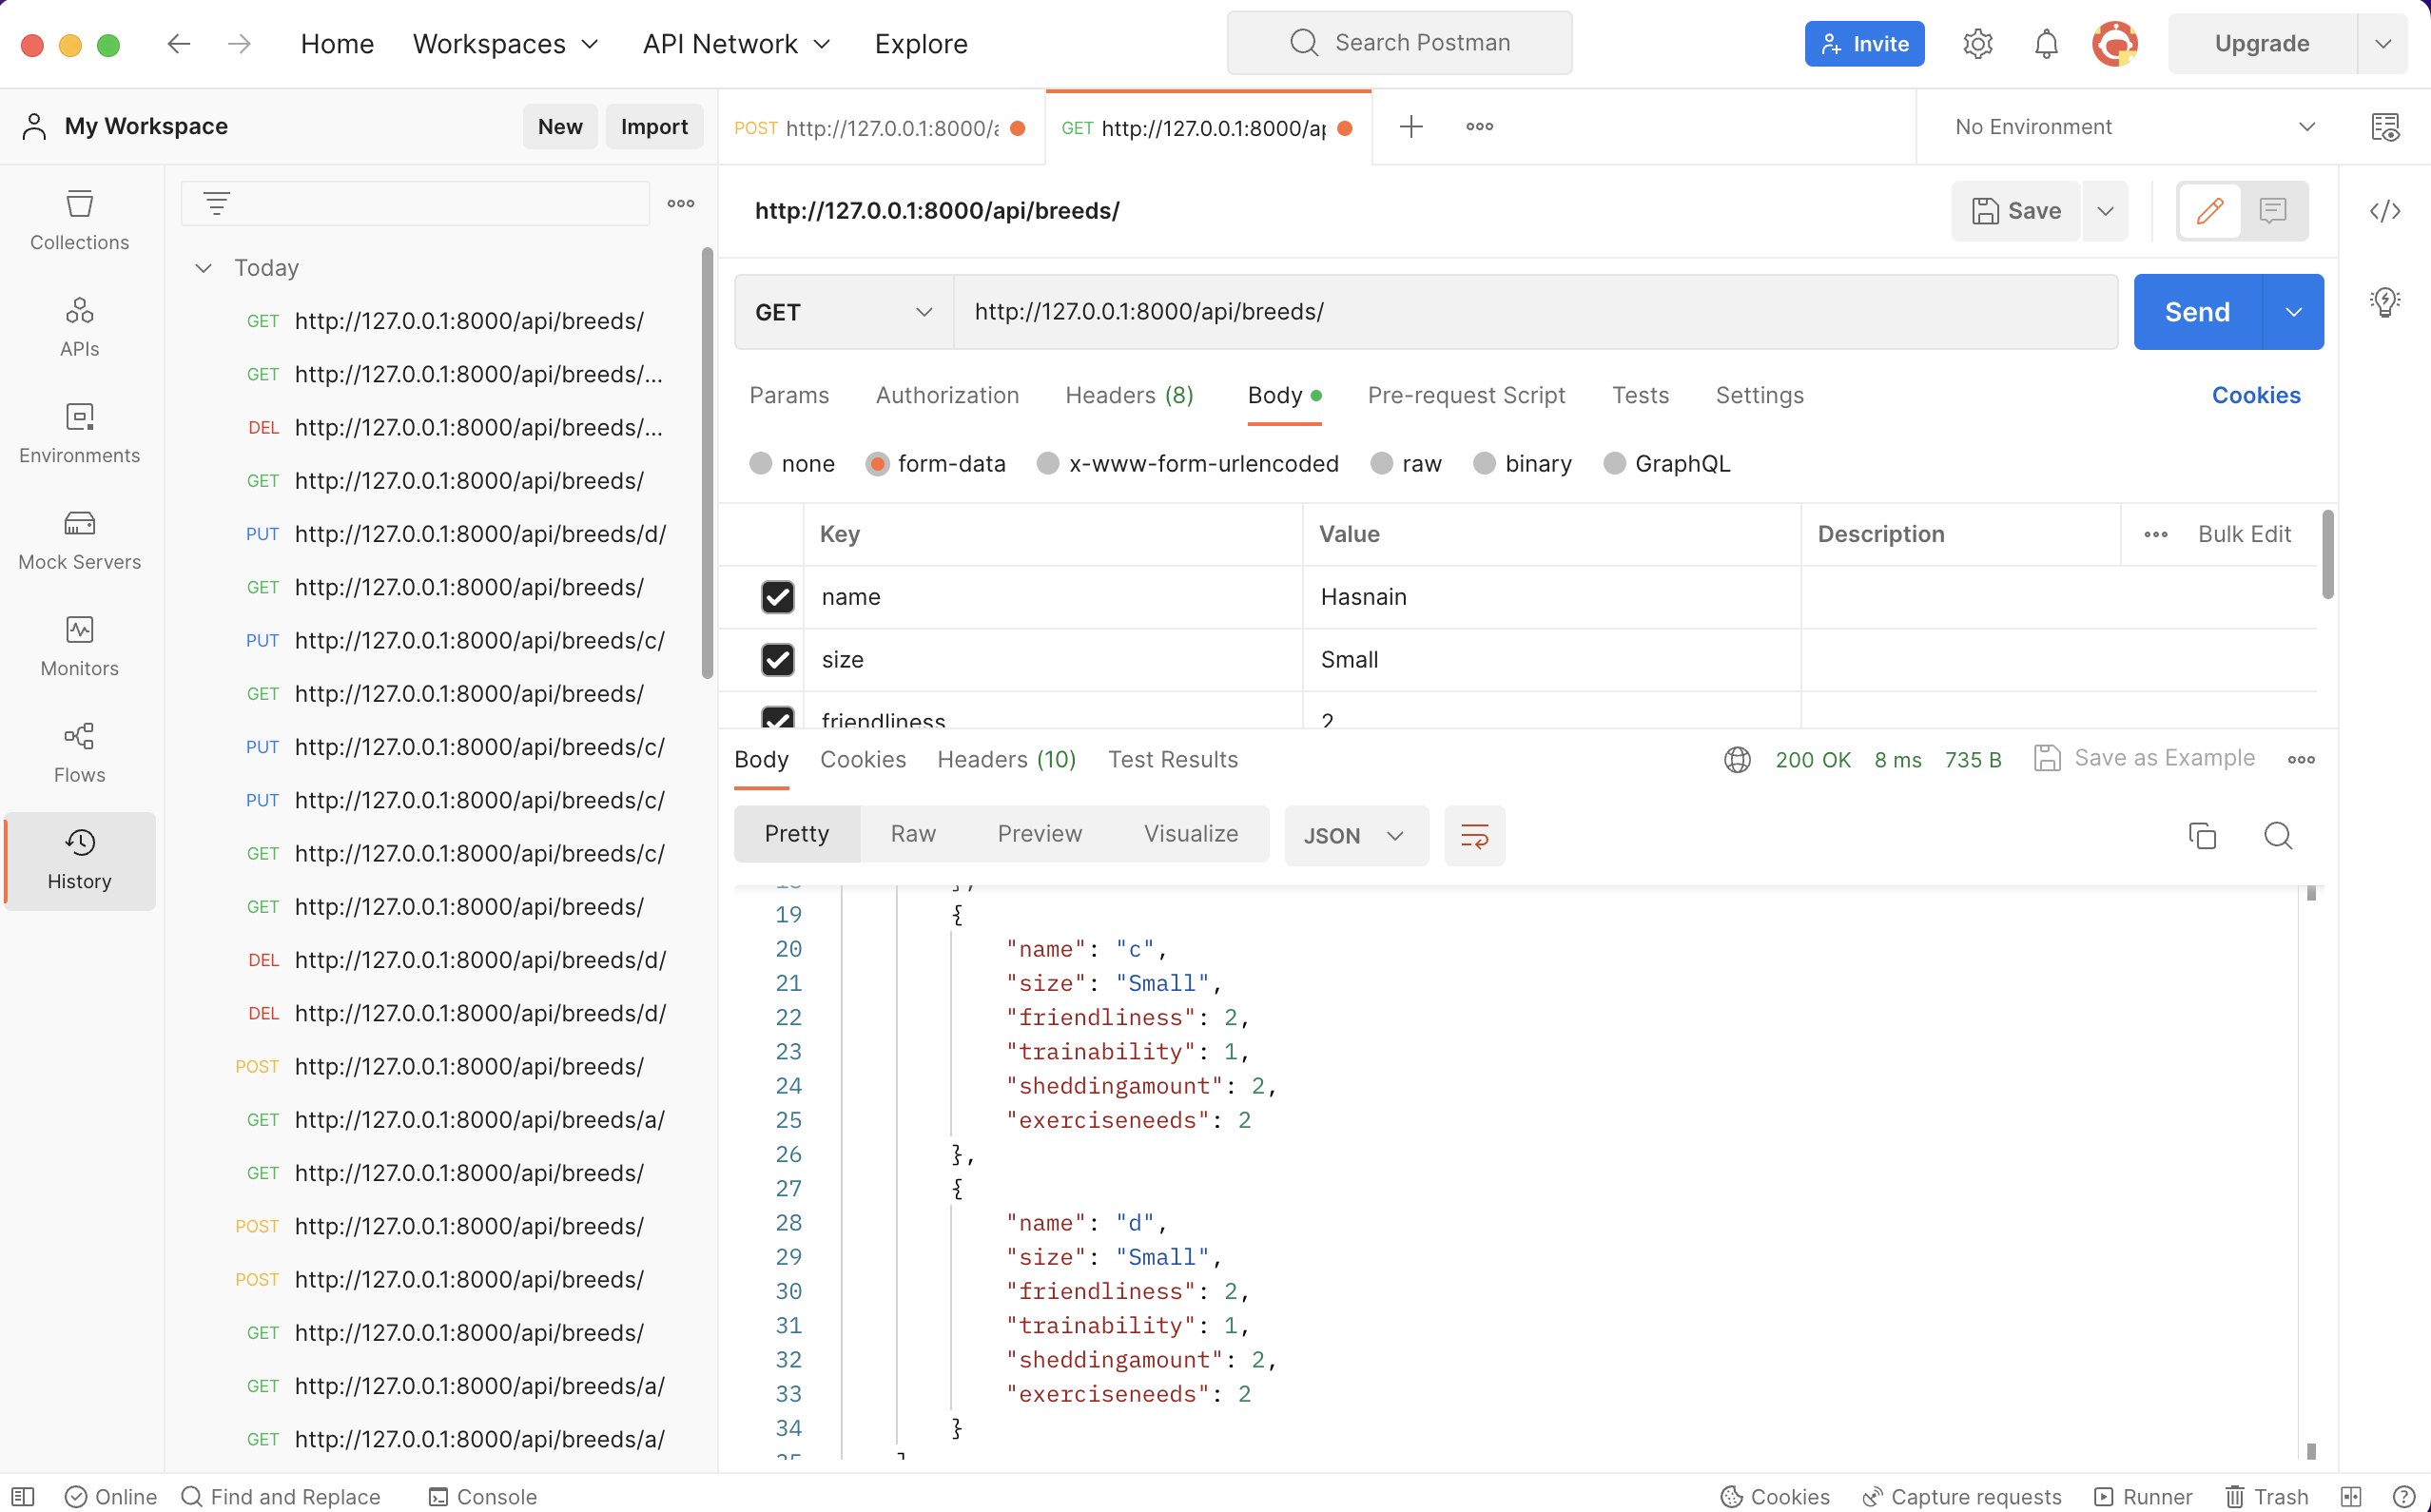 Home Workspaces API Network Explore Search Postman Invite Upgrade
My Workspace New Import
POST http://127.0.0.1:8000/a GET http://127.0.0.1:8000/ap No Environment
Collections
APIs
Environments
Mock Servers
Monitors
Flows
History
Today
GET http://127.0.0.1:8000/api/breeds/
GET http://127.0.0.1:8000/api/breeds/...
DEL http://127.0.0.1:8000/api/breeds/...
GET http://127.0.0.1:8000/api/breeds/
PUT http://127.0.0.1:8000/api/breeds/d/
GET http://127.0.0.1:8000/api/breeds/
PUT http://127.0.0.1:8000/api/breeds/c/
GET http://127.0.0.1:8000/api/breeds/
PUT http://127.0.0.1:8000/api/breeds/c/
PUT http://127.0.0.1:8000/api/breeds/c/
GET http://127.0.0.1:8000/api/breeds/c/
GET http://127.0.0.1:8000/api/breeds/
DEL http://127.0.0.1:8000/api/breeds/d/
DEL http://127.0.0.1:8000/api/breeds/d/
POST http://127.0.0.1:8000/api/breeds/
GET http://127.0.0.1:8000/api/breeds/a/
GET http://127.0.0.1:8000/api/breeds/
POST http://127.0.0.1:8000/api/breeds/
POST http://127.0.0.1:8000/api/breeds/
GET http://127.0.0.1:8000/api/breeds/
GET http://127.0.0.1:8000/api/breeds/a/
GET http://127.0.0.1:8000/api/breeds/a/
http://127.0.0.1:8000/api/breeds/ Save
GET http://127.0.0.1:8000/api/breeds/ Send
Params Authorization Headers (8) Body Pre-request Script Tests Settings Cookies
none form-data x-www-form-urlencoded raw binary GraphQL
Key Value Description Bulk Edit
name Hasnain
size Small
friendliness 2
Body Cookies Headers (10) Test Results 200 OK 8 ms 735 B Save as Example
Pretty Raw Preview Visualize JSON
19 {
20 "name": "c",
21 "size": "Small",
22 "friendliness": 2,
23 "trainability": 1,
24 "sheddingamount": 2,
25 "exerciseneeds": 2
26 },
27 {
28 "name": "d",
29 "size": "Small",
30 "friendliness": 2,
31 "trainability": 1,
32 "sheddingamount": 2,
33 "exerciseneeds": 2
34 }
Online Find and Replace Console Cookies Capture requests Runner Trash